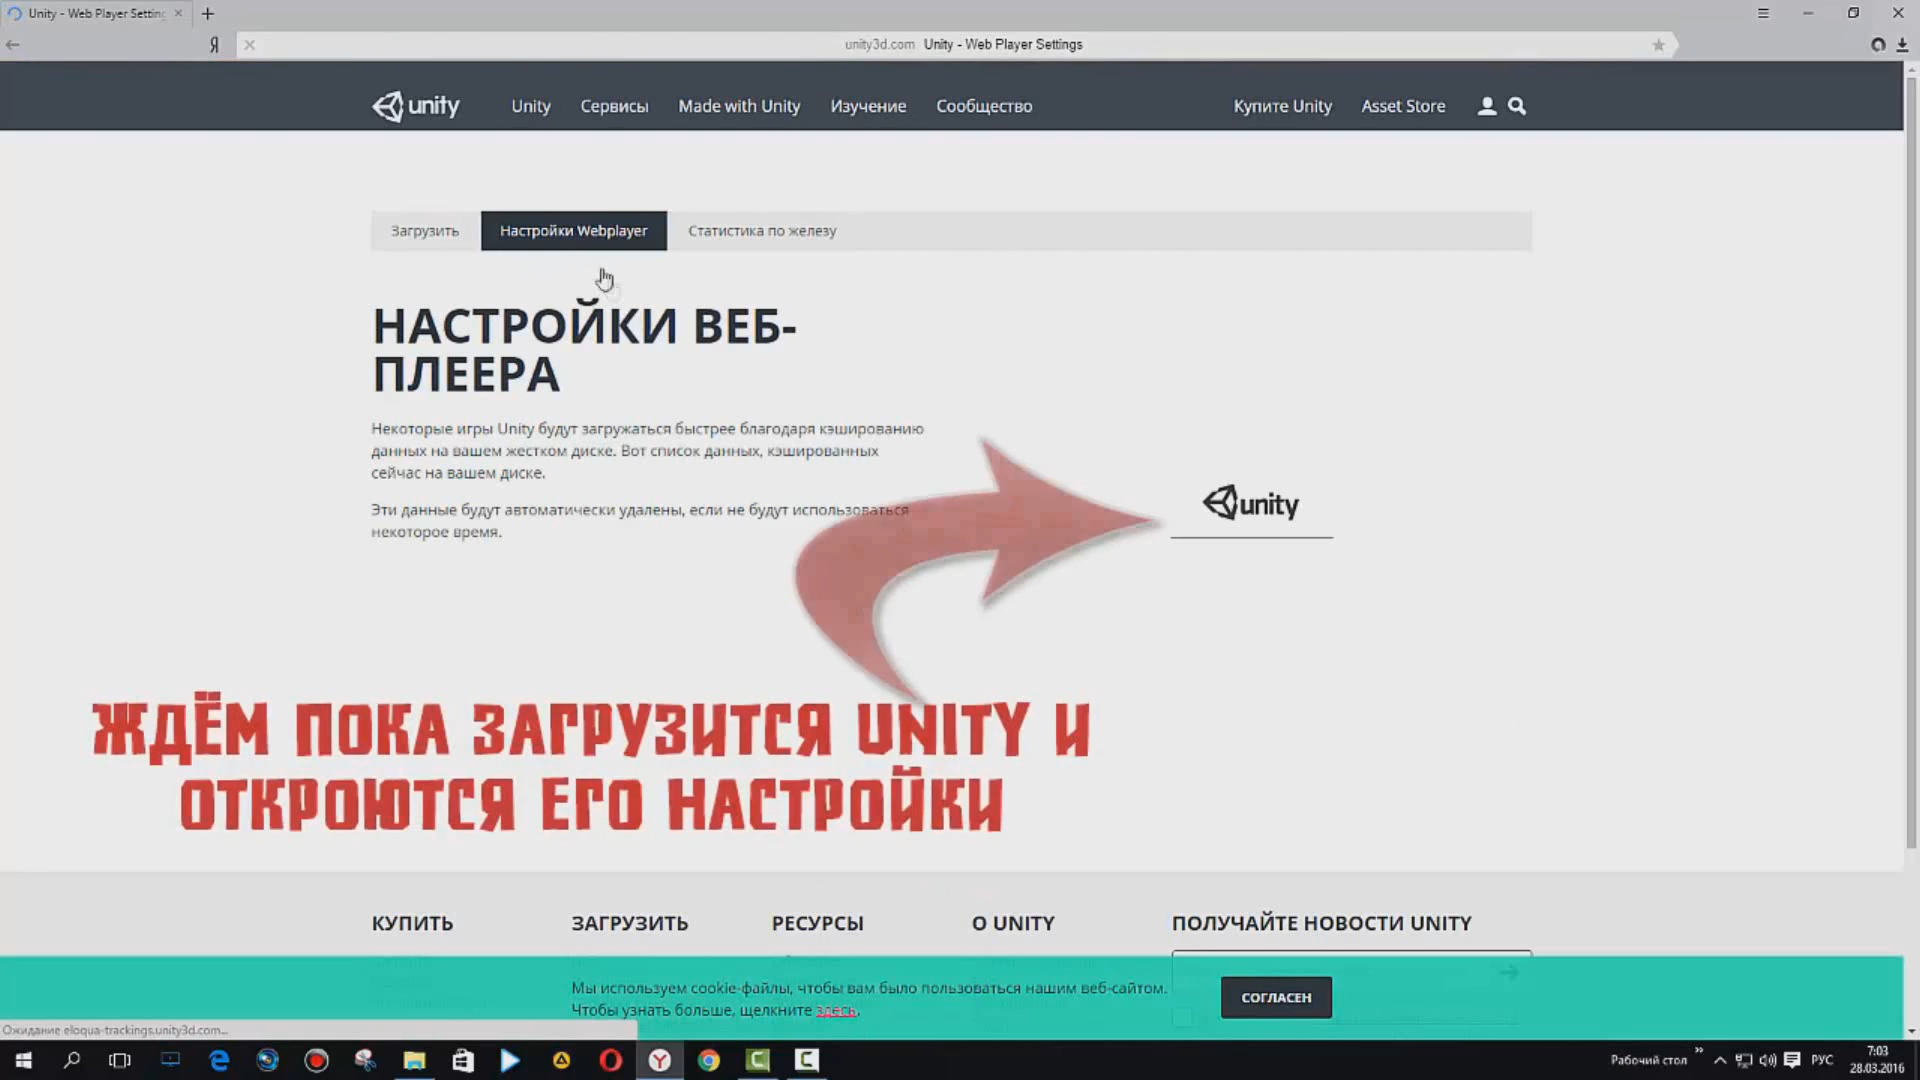 Unity - Web Player Setting
unity3d.com Unity - Web Player Settings
unity
Unity
Сервисы
Made with Unity
Изучение
Сообщество
Купите Unity
Asset Store
Загрузить
Настройки Webplayer
Статистика по железу
НАСТРОЙКИ ВЕБ-
ПЛЕЕРА
Некоторые игры Unity будут загружаться быстрее благодаря кэшированию
данных на вашем жестком диске. Вот список данных, кэшированных
сейчас на вашем диске.
Эти данные будут автоматически удалены, если не будут использоваться
некоторое время.
unity
ЖДЁМ ПОКА ЗАГРУЗИТСЯ UNITY И
ОТКРОЮТСЯ ЕГО НАСТРОЙКИ
КУПИТЬ
ЗАГРУЗИТЬ
РЕСУРСЫ
О UNITY
ПОЛУЧАЙТЕ НОВОСТИ UNITY
Мы используем cookie-файлы, чтобы вам было пользоваться нашим веб-сайтом.
Чтобы узнать больше, щелкните здесь.
СОГЛАСЕН
Ожидание eloqua-trackings.unity3d.com...
Рабочий стол
РУС
7:03
28.03.2016